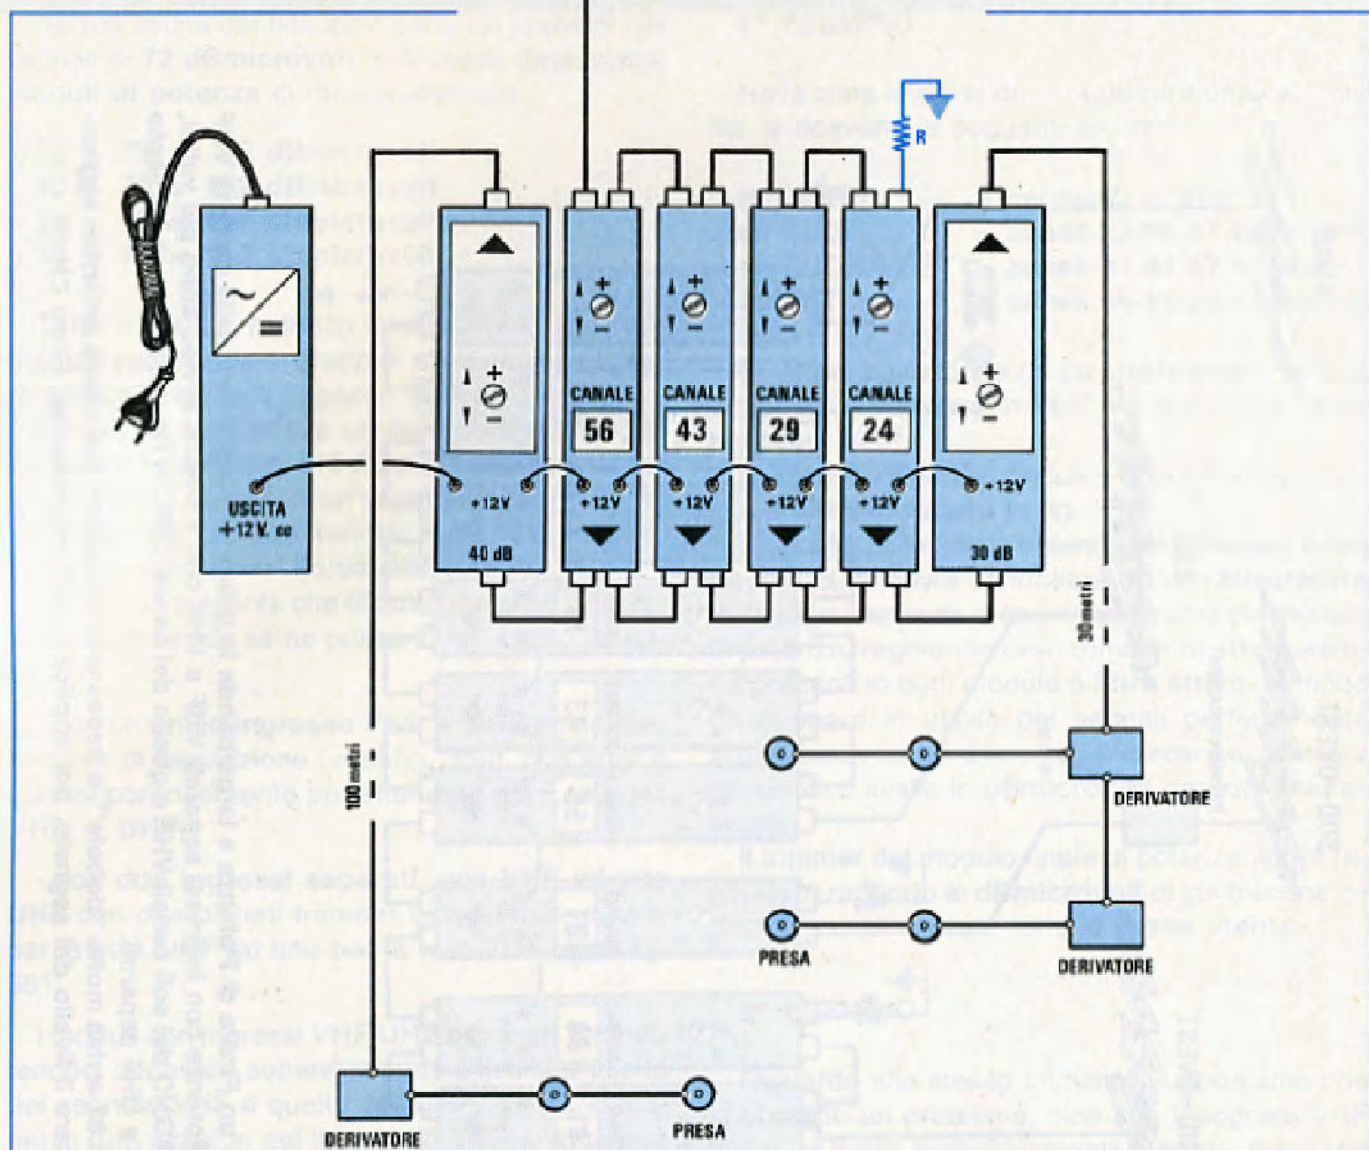 R
CANALE
56
CANALE
43
CANALE
29
CANALE
24
+
−
+
−
+
−
+
−
+
−
+
−
~
=
USCITA
+12V. cc
+12V
+12V
+12V
+12V
+12V
+12V
40 dB
30 dB
100 metri
30 metri
DERIVATORE
PRESA
DERIVATORE
DERIVATORE
PRESA